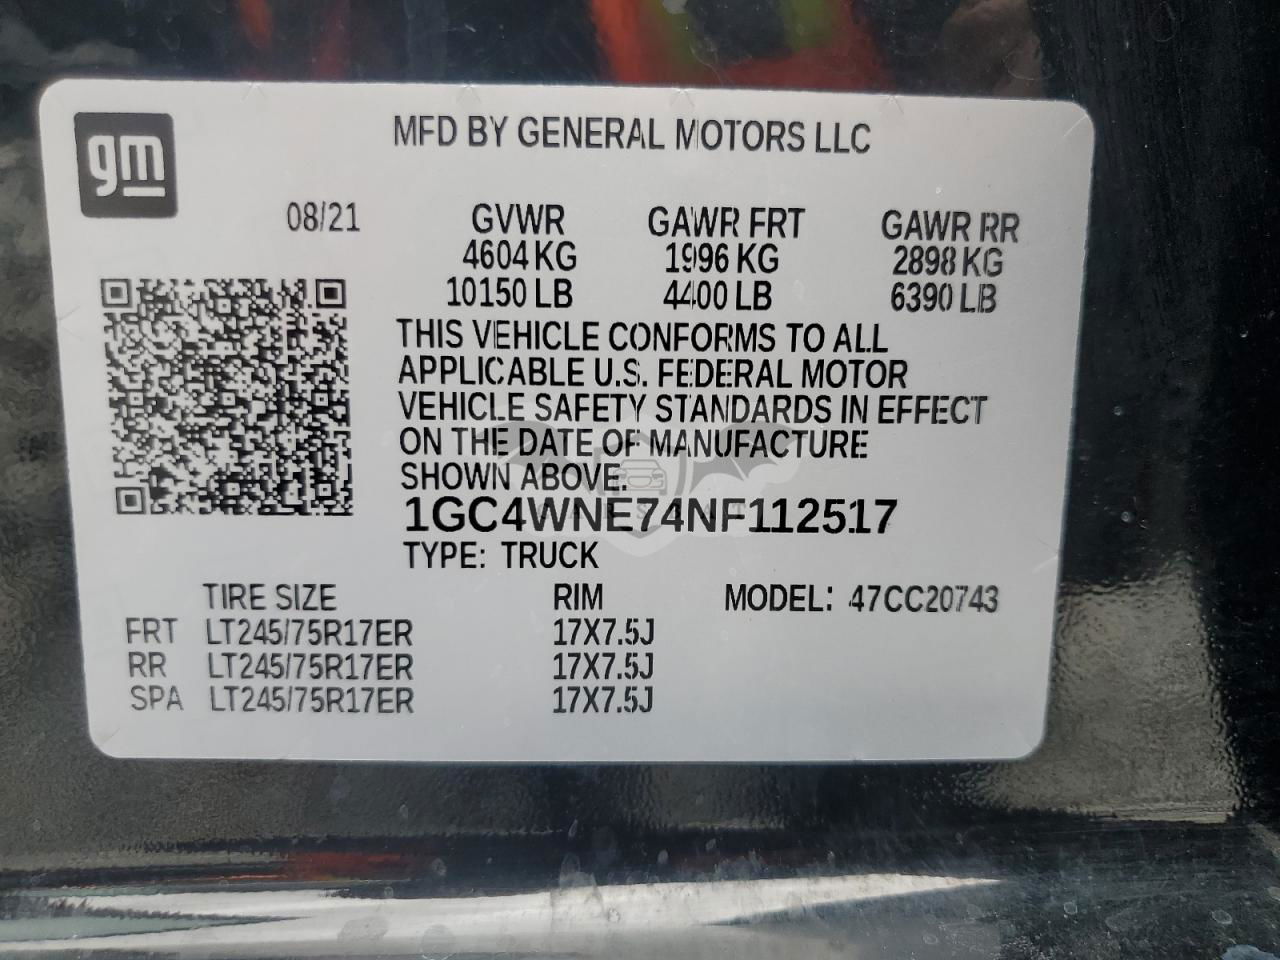 gm
MFD BY GENERAL MOTORS LLC
08/21 GVWR GAWR FRT GAWR RR
4604 KG 1996 KG 2898 KG
10150 LB 4400 LB 6390 LB
THIS VEHICLE CONFORMS TO ALL
APPLICABLE U.S. FEDERAL MOTOR
VEHICLE SAFETY STANDARDS IN EFFECT
ON THE DATE OF MANUFACTURE
SHOWN ABOVE.
1GC4WNE74NF112517
TYPE: TRUCK
TIRE SIZE RIM MODEL: 47CC20743
FRT LT245/75R17ER 17X7.5J
RR LT245/75R17ER 17X7.5J
SPA LT245/75R17ER 17X7.5J